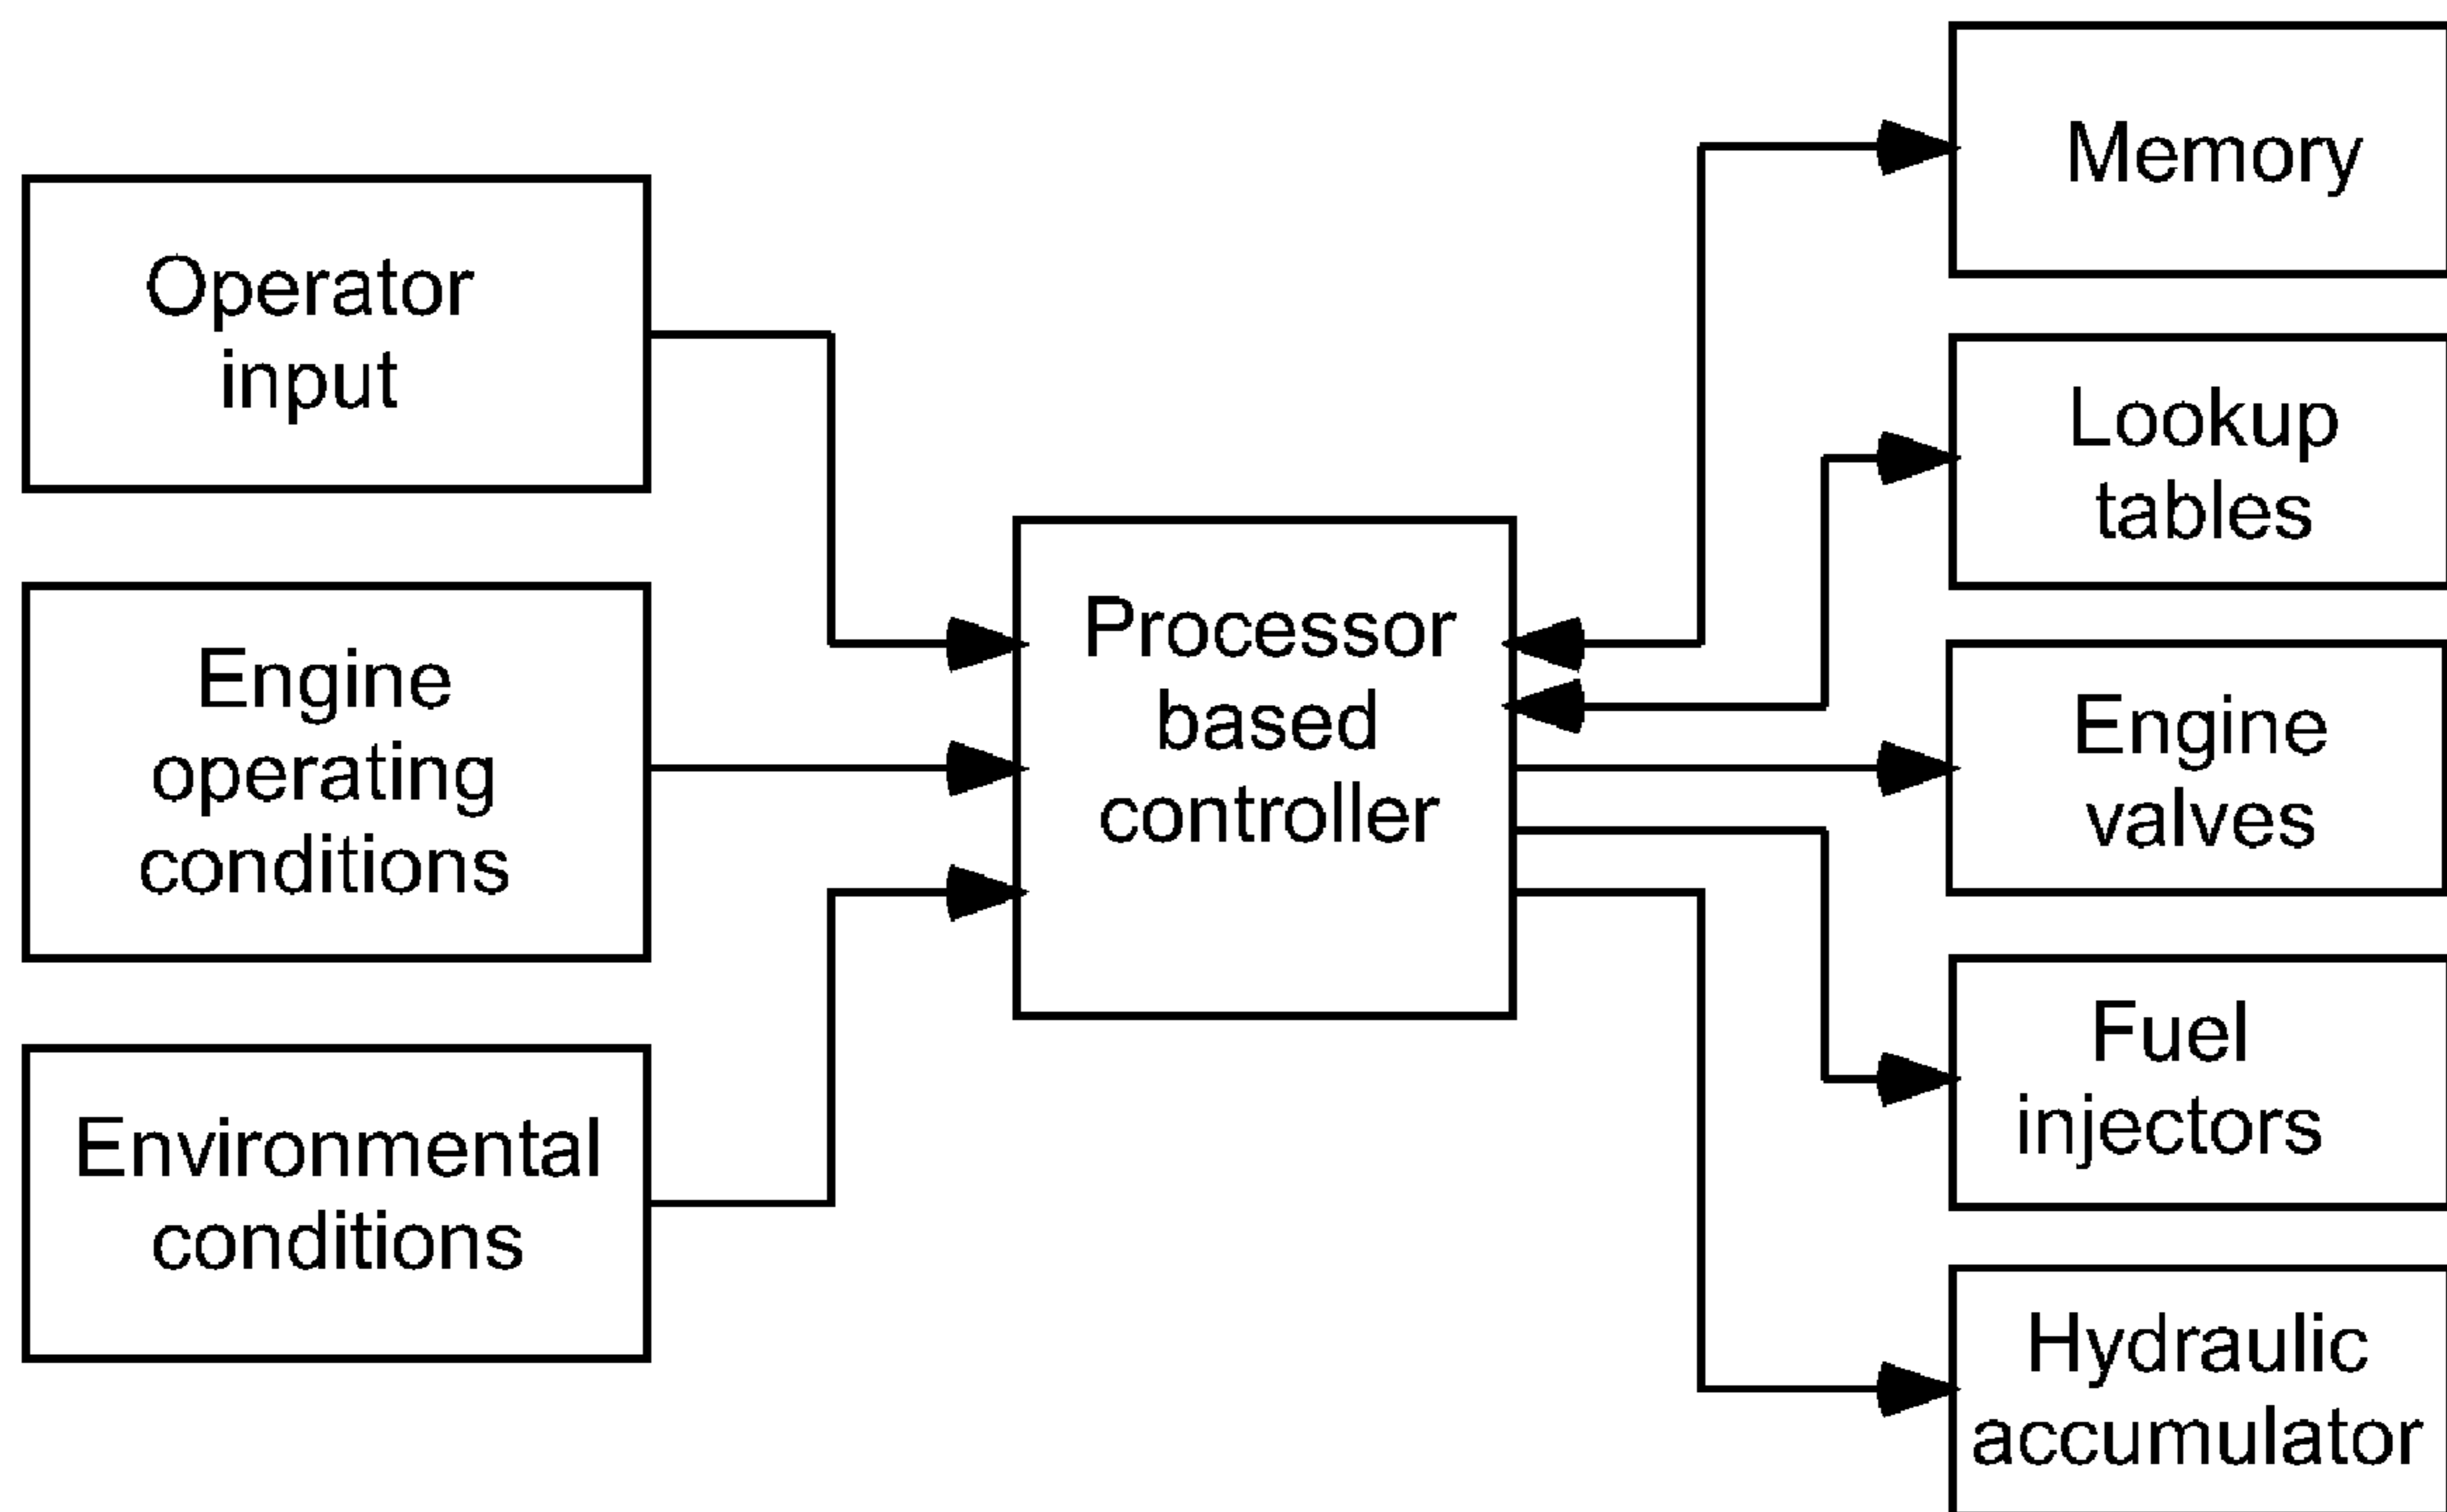 Operator
input
Engine
operating
conditions
Environmental
conditions
Processor
based
controller
Memory
Lookup
tables
Engine
valves
Fuel
injectors
Hydraulic
accumulator